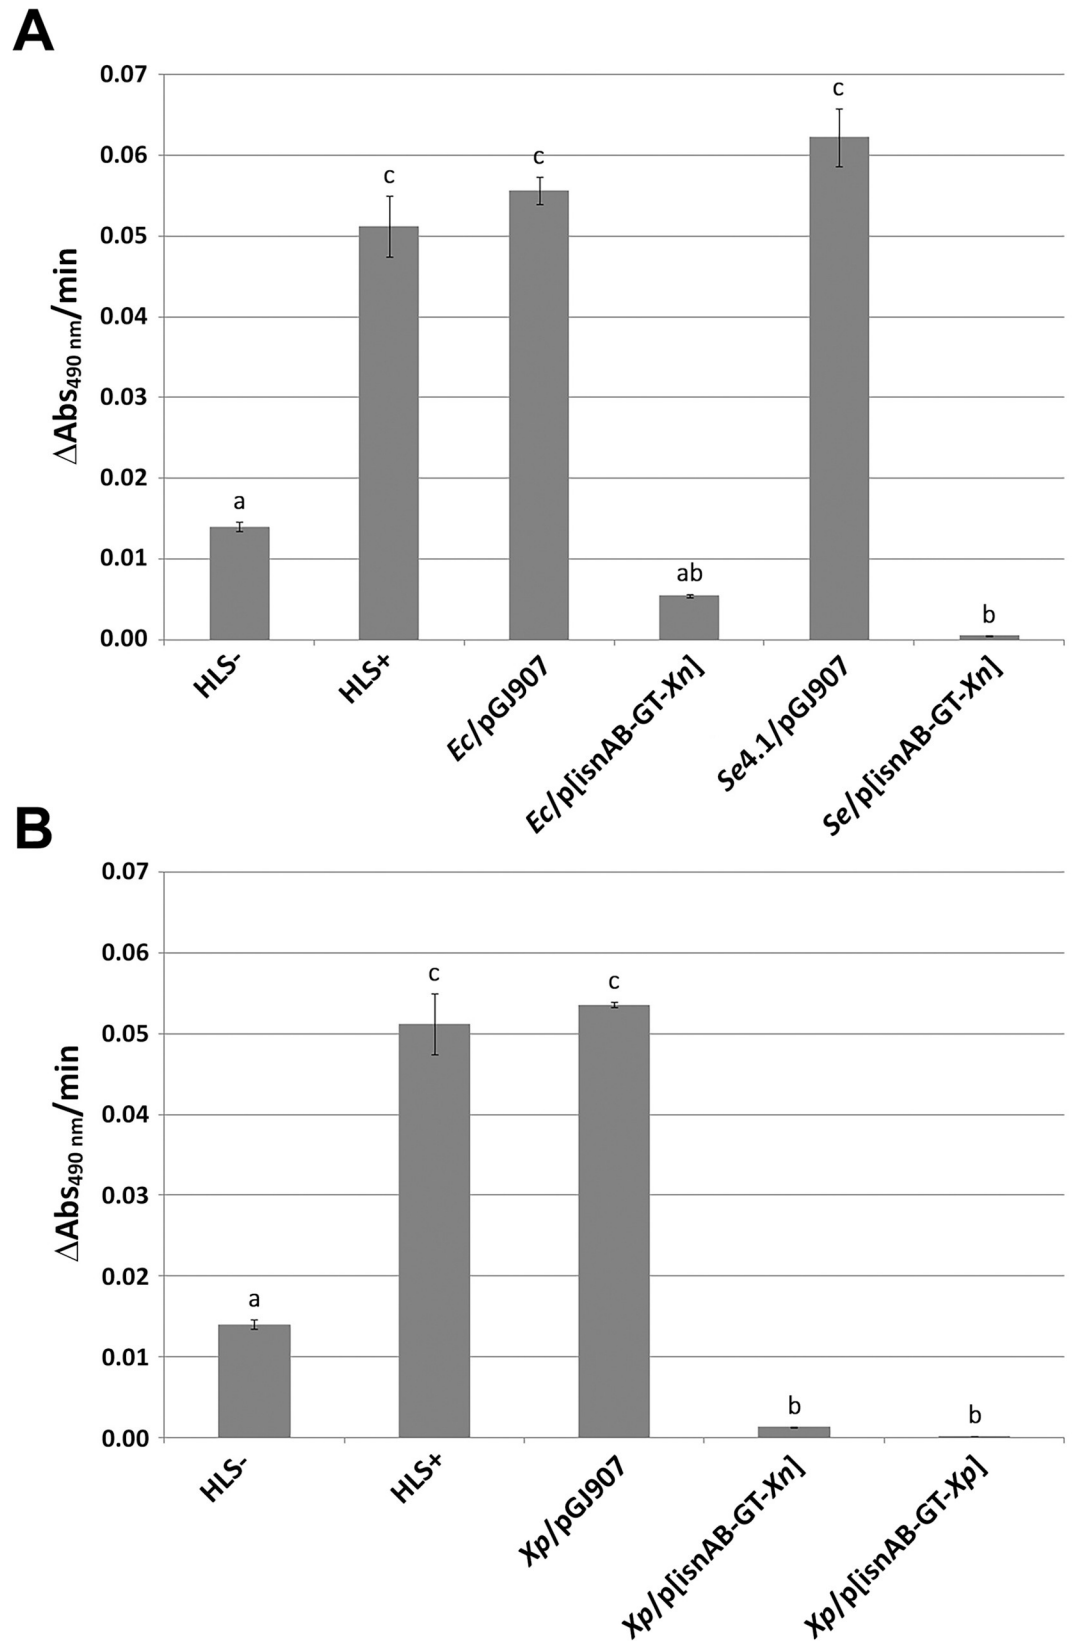 A
0.07
0.06
0.05
0.04
0.03
0.02
0.01
0.00
ΔAbs490 nm/min
a
c
c
ab
c
b
HLS-
HLS+
Ec/pGJ907
Ec/p[isnAB-GT-Xn]
Se4.1/pGJ907
Se/p[isnAB-GT-Xn]
B
0.07
0.06
0.05
0.04
0.03
0.02
0.01
0.00
ΔAbs490 nm/min
a
c
c
b
b
HLS-
HLS+
Xp/pGJ907
Xp/p[isnAB-GT-Xn]
Xp/p[isnAB-GT-Xp]